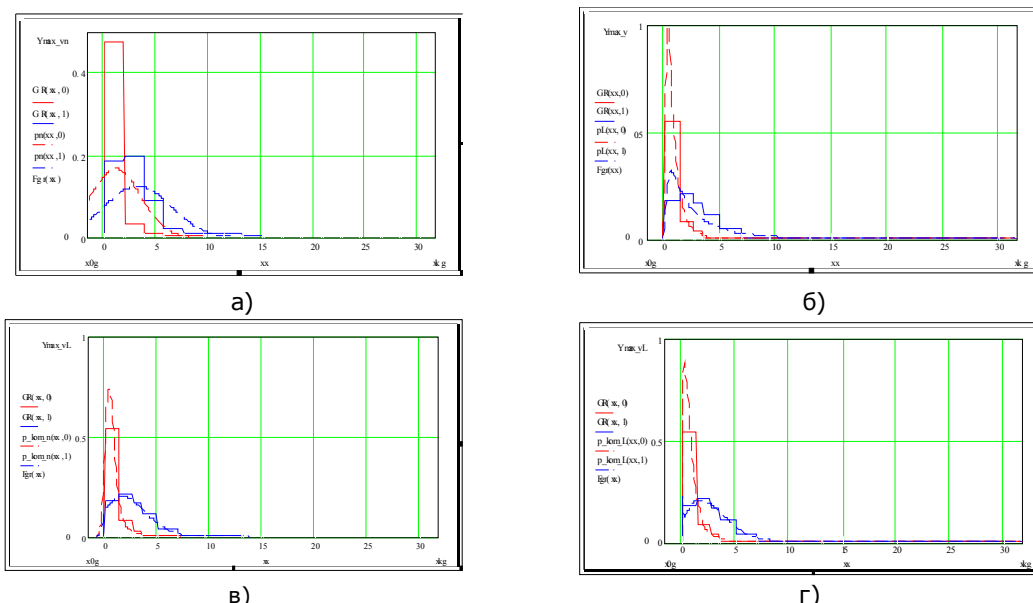 Ymax_vn
0.4
GR(xx, 0)
GR(xx, 1)
pn(xx,0)
0.2
pn(xx,1)
Fgr(xx)
0
0
0
5
10
15
20
25
30
x0g
xx
xkg
а)
1
Ymax_v
GR(xx,0)
GR(xx,1)
pL(xx, 0)
05
pL(xx, 1)
Fgr(xx)
0
0
0
5
10
15
20
25
30
x0g
xx
xkg
б)
1
Ymax_vL
GR(xx, 0)
GR(xx, 1)
0.5
p_kom_n(xx,0)
p_kom_n(xx,1)
Fgr(xx)
0
0
0
5
10
15
20
25
30
x0g
xx
xkg
в)
1
Ymax_vL
GR(xx, 0)
GR(xx, 1)
0.5
p_kom_L(xx,0)
p_kom_L(xx,1)
Fgr(xx)
0
0
0
5
10
15
20
25
30
x0g
xx
xkg
г)